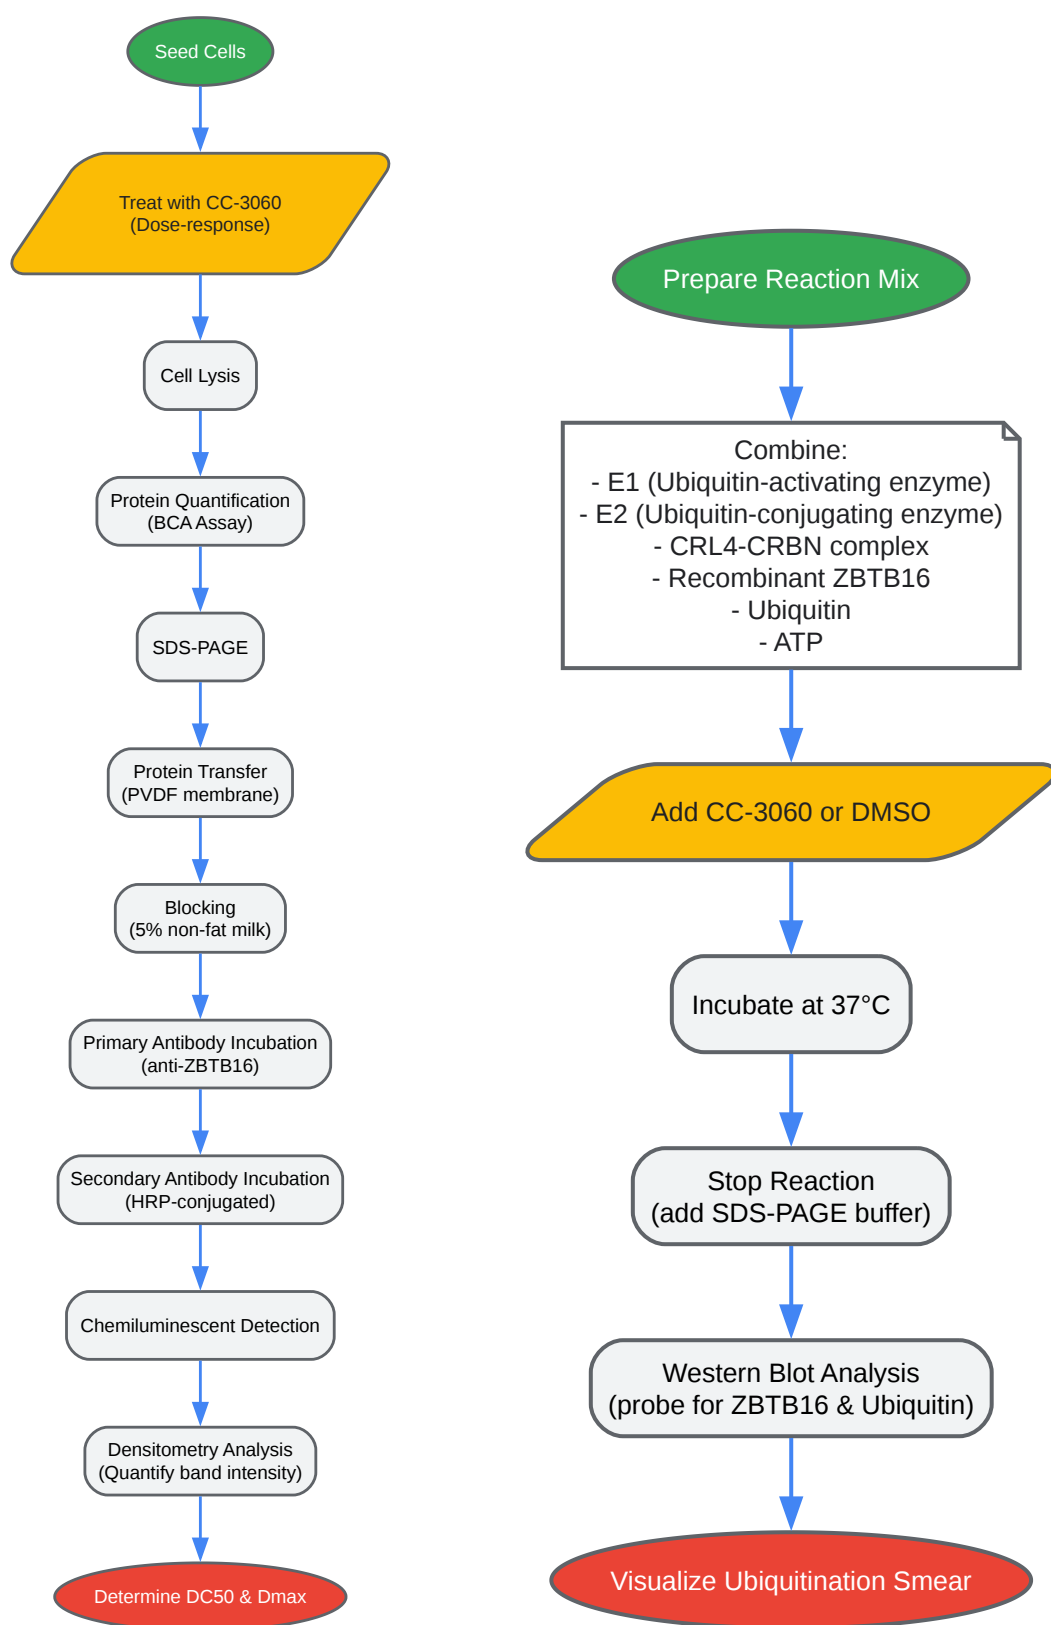 Seed Cells
Treat with CC-3060
(Dose-response)
Cell Lysis
Protein Quantification
(BCA Assay)
SDS-PAGE
Protein Transfer
(PVDF membrane)
Blocking
(5% non-fat milk)
Primary Antibody Incubation
(anti-ZBTB16)
Secondary Antibody Incubation
(HRP-conjugated)
Chemiluminescent Detection
Densitometry Analysis
(Quantify band intensity)
Determine DC50 & Dmax
Prepare Reaction Mix
Combine:
- E1 (Ubiquitin-activating enzyme)
- E2 (Ubiquitin-conjugating enzyme)
- CRL4-CRBN complex
- Recombinant ZBTB16
- Ubiquitin
- ATP
Add CC-3060 or DMSO
Incubate at 37°C
Stop Reaction
(add SDS-PAGE buffer)
Western Blot Analysis
(probe for ZBTB16 & Ubiquitin)
Visualize Ubiquitination Smear